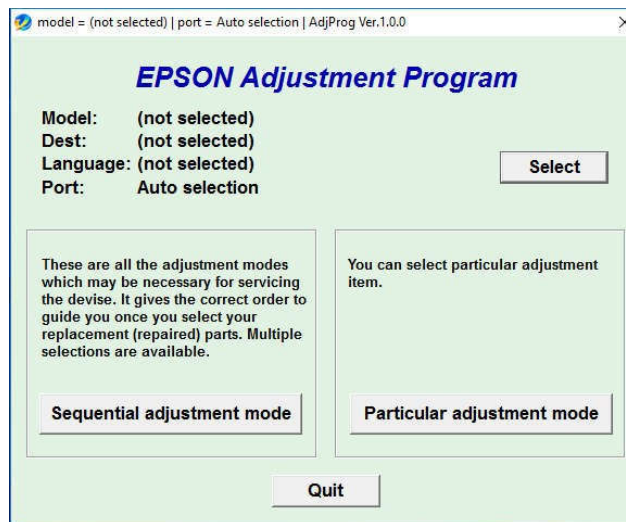 model = (not selected) | port = Auto selection | AdjProg Ver.1.0.0
EPSON Adjustment Program
Model: (not selected)
Dest: (not selected)
Language: (not selected)
Port: Auto selection
Select
These are all the adjustment modes
which may be necessary for servicing
the devise. It gives the correct order to
guide you once you select your
replacement (repaired) parts. Multiple
selections are available.
Sequential adjustment mode
You can select particular adjustment
item.
Particular adjustment mode
Quit